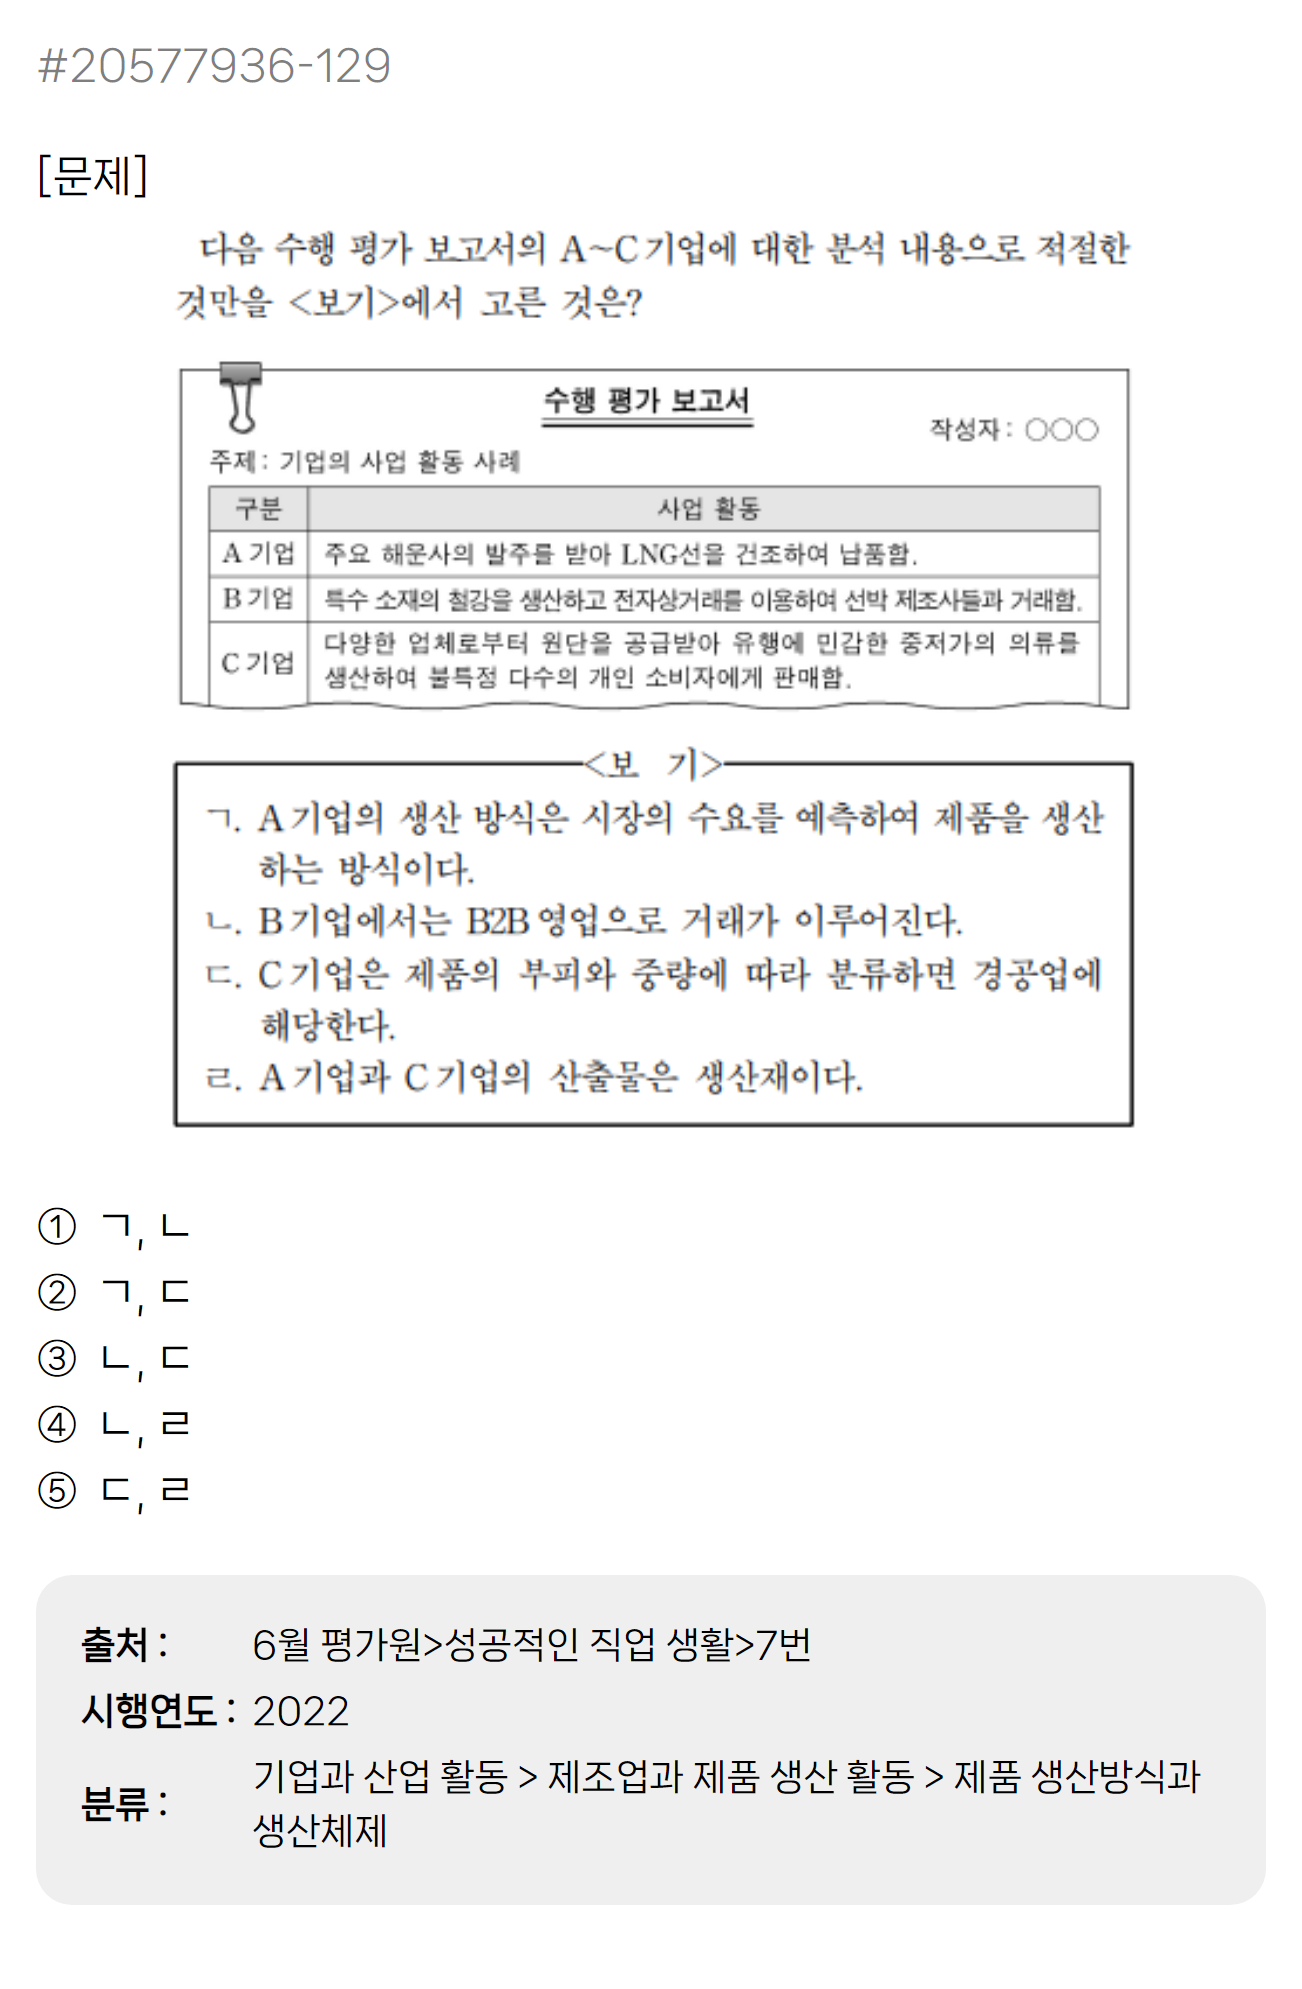 #20577936-129
[문제]
다음 수행 평가 보고서의 A~C기업에 대한 분석 내용으로 적절한
것만을 <보기>에서 고른 것은?
수행 평가 보고서
작성자: ○○○
주제: 기업의 사업 활동 사례
구분 사업 활동
A 기업 주요 해운사의 발주를 받아 LNG선을 건조하여 납품함.
B 기업 특수 소재의 철강을 생산하고 전자상거래를 이용하여 선박 제조사들과 거래함.
C 기업 다양한 업체로부터 원단을 공급받아 유행에 민감한 중저가의 의류를
생산하여 불특정 다수의 개인 소비자에게 판매함.
<보 기>
ㄱ. A기업의 생산 방식은 시장의 수요를 예측하여 제품을 생산
하는 방식이다.
ㄴ. B기업에서는 B2B영업으로 거래가 이루어진다.
ㄷ. C기업은 제품의 부피와 중량에 따라 분류하면 경공업에
해당한다.
ㄹ. A기업과 C기업의 산출물은 생산재이다.
① ㄱ, ㄴ
② ㄱ, ㄷ
③ ㄴ, ㄷ
④ ㄴ, ㄹ
⑤ ㄷ, ㄹ
출처 : 6월 평가원>성공적인 직업 생활>7번
시행연도 : 2022
분류 : 기업과 산업 활동 > 제조업과 제품 생산 활동 > 제품 생산방식과
생산체제